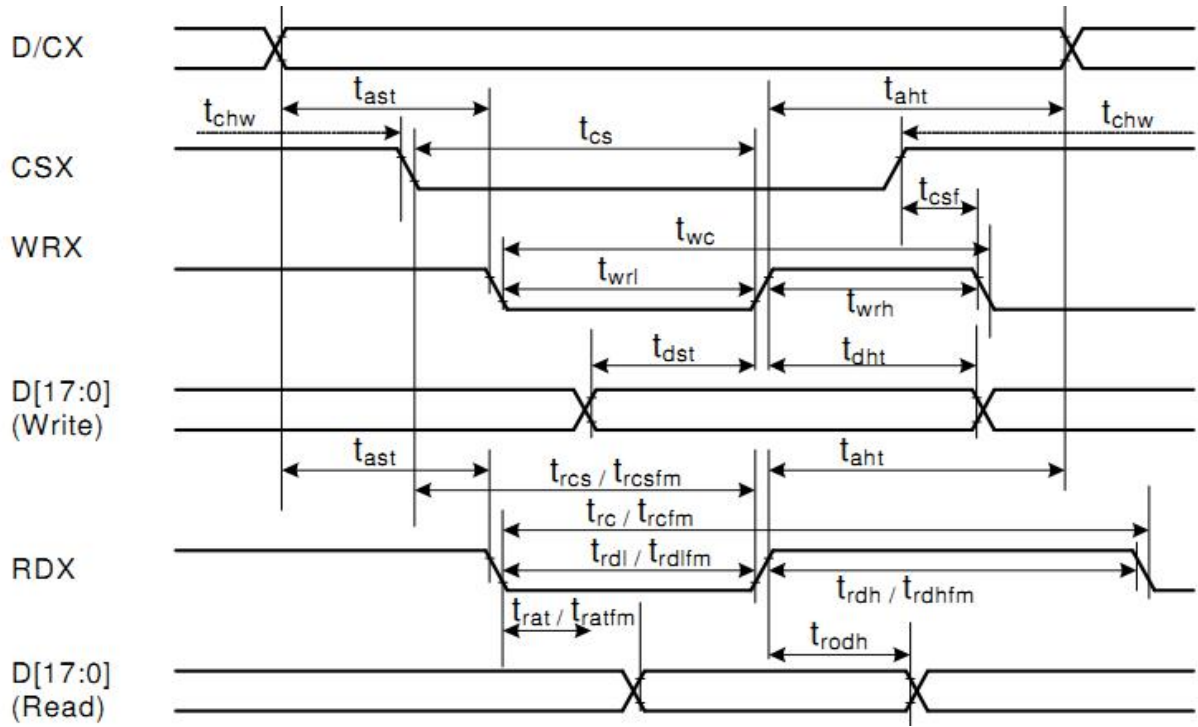 D/CX
t_ast
t_aht
t_chw
t_cs
t_chw
CSX
t_csf
WRX
t_wc
t_wrl
t_wrh
t_dst
t_dht
D[17:0]
(Write)
t_ast
t_rcs / t_rcsfm
t_aht
t_rc / t_rcfm
RDX
t_rdl / t_rdlfm
t_rdh / t_rdhfm
t_rat / t_ratfm
t_rodh
D[17:0]
(Read)